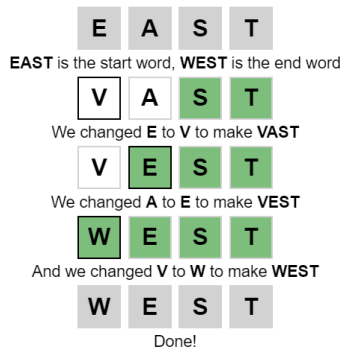 E A S T
EAST is the start word, WEST is the end word
V A S T
We changed E to V to make VAST
V E S T
We changed A to E to make VEST
W E S T
And we changed V to W to make WEST
W E S T
Done!